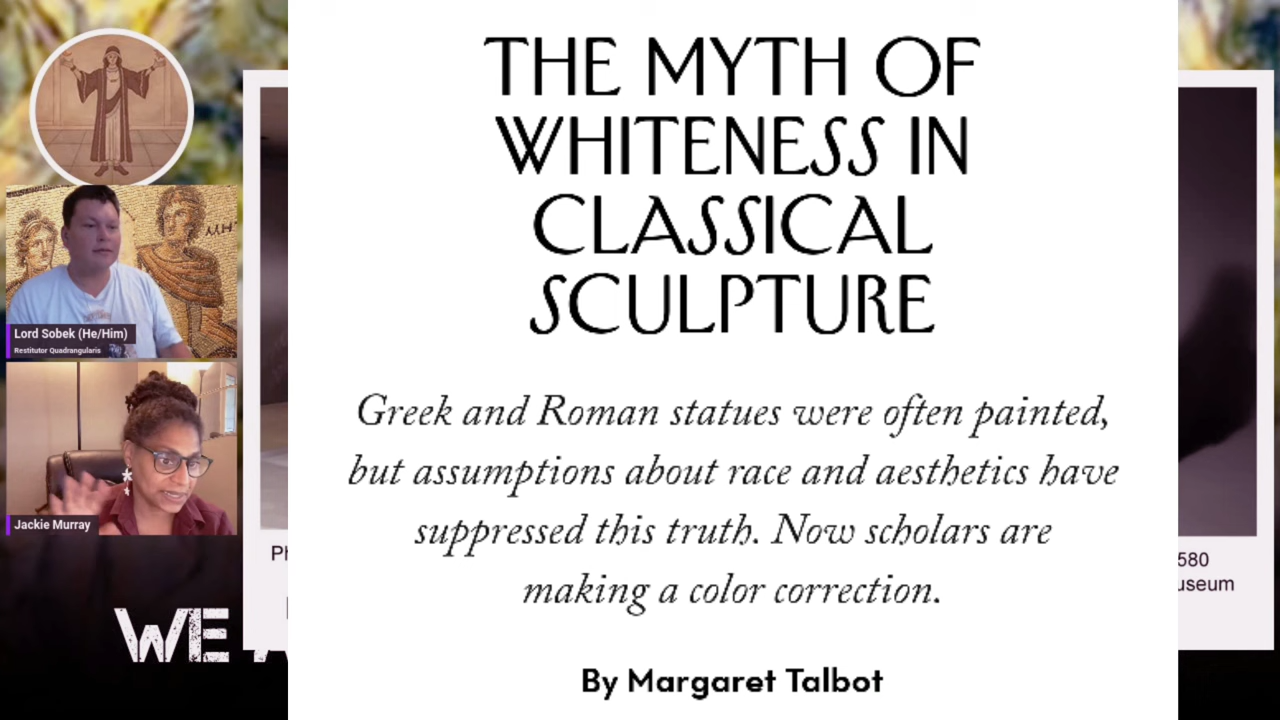 THE MYTH OF
WHITENESS IN
CLASSICAL
SCULPTURE
Greek and Roman statues were often painted,
but assumptions about race and aesthetics have
suppressed this truth. Now scholars are
making a color correction.
By Margaret Talbot
Lord Sobek (He/Him)
Restitutor Quadrangularis
Jackie Murray
WE
580